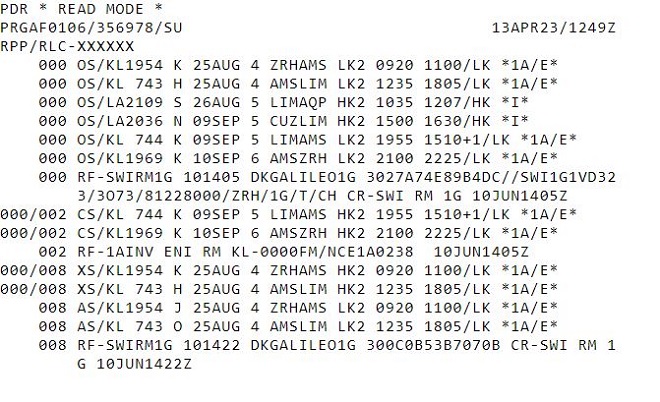 PDR * READ MODE *
PRGAF0106/356978/SU 13APR23/1249Z
RPP/RLC-XXXXXX
000 OS/KL1954 K 25AUG 4 ZRHAMS LK2 0920 1100/LK *1A/E*
000 OS/KL 743 H 25AUG 4 AMSLIM LK2 1235 1805/LK *1A/E*
000 OS/LA2109 S 26AUG 5 LIMAQP HK2 1035 1207/HK *I*
000 OS/LA2036 N 09SEP 5 CUZLIM HK2 1500 1630/HK *I*
000 OS/KL 744 K 09SEP 5 LIMAMS LK2 1955 1510+1/LK *1A/E*
000 OS/KL1969 K 10SEP 6 AMSZRH LK2 2100 2225/LK *1A/E*
000 RF-SWIRM1G 101405 DKGALILEO1G 3027A74E89B4DC//SWI1G1VD32
3/3O73/81228000/ZRH/1G/T/CH CR-SWI RM 1G 10JUN1405Z
000/002 CS/KL 744 K 09SEP 5 LIMAMS HK2 1955 1510+1/LK *1A/E*
000/002 CS/KL1969 K 10SEP 6 AMSZRH HK2 2100 2225/LK *1A/E*
002 RF-1AINV ENI RM KL-0000FM/NCE1A0238 10JUN1405Z
000/008 XS/KL1954 K 25AUG 4 ZRHAMS HK2 0920 1100/LK *1A/E*
000/008 XS/KL 743 H 25AUG 4 AMSLIM HK2 1235 1805/LK *1A/E*
008 AS/KL1954 J 25AUG 4 ZRHAMS LK2 0920 1100/LK *1A/E*
008 AS/KL 743 O 25AUG 4 AMSLIM LK2 1235 1805/LK *1A/E*
008 RF-SWIRM1G 101422 DKGALILEO1G 300C0B53B7070B CR-SWI RM 1
G 10JUN1422Z